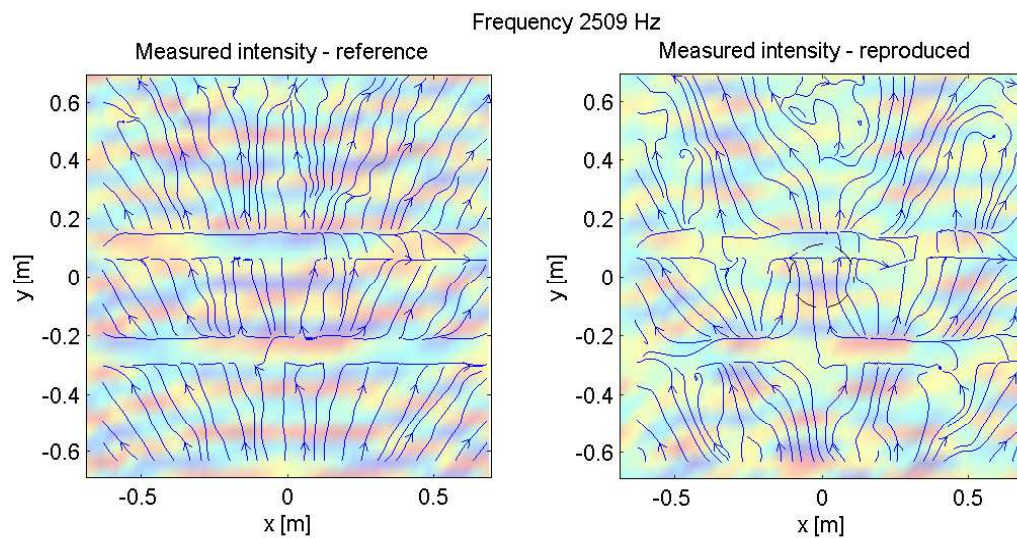 Frequency 2509 Hz
Measured intensity - reference
Measured intensity - reproduced
0.6
0.4
0.2
0
-0.2
-0.4
-0.6
y [m]
-0.5
0
0.5
x [m]
0.6
0.4
0.2
0
-0.2
-0.4
-0.6
y [m]
-0.5
0
0.5
x [m]